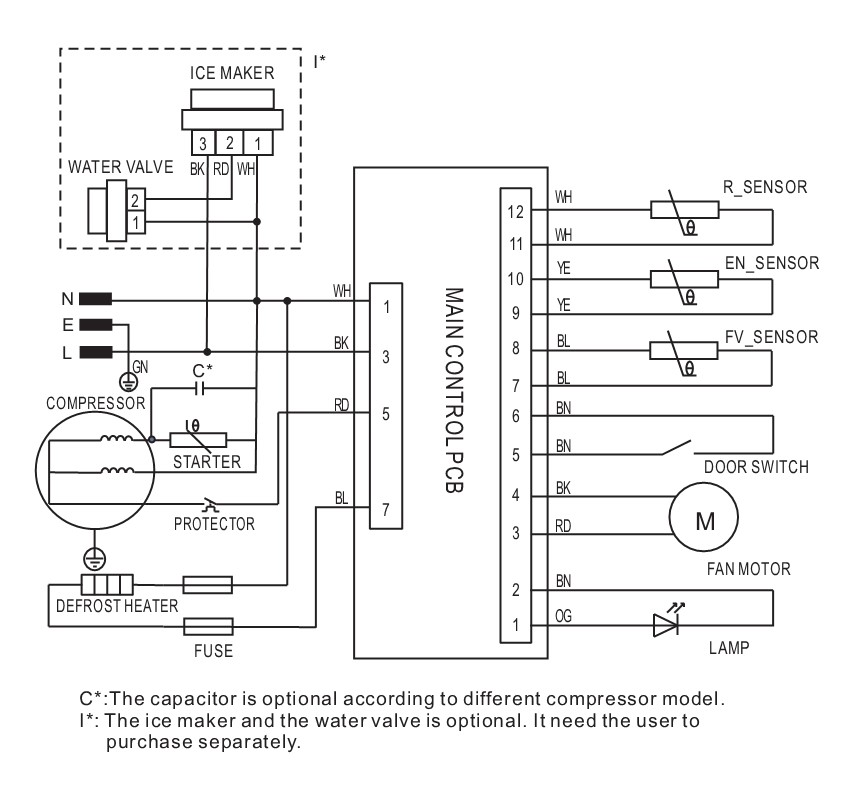 I*
ICE MAKER
3 2 1
BK RD WH
WATER VALVE
2
1
N
E
L
GN
C*
COMPRESSOR
θ
STARTER
PROTECTOR
DEFROST HEATER
FUSE
WH 1
BK 3
RD 5
BL 7
MAIN CONTROL PCB
12 WH R_SENSOR
θ
11 WH
10 YE EN_SENSOR
θ
9 YE
8 BL FV_SENSOR
θ
7 BL
6 BN
5 BN DOOR SWITCH
4 BK
M
3 RD
FAN MOTOR
2 BN
1 OG
LAMP
C*:The capacitor is optional according to different compressor model.
I*: The ice maker and the water valve is optional. It need the user to
purchase separately.